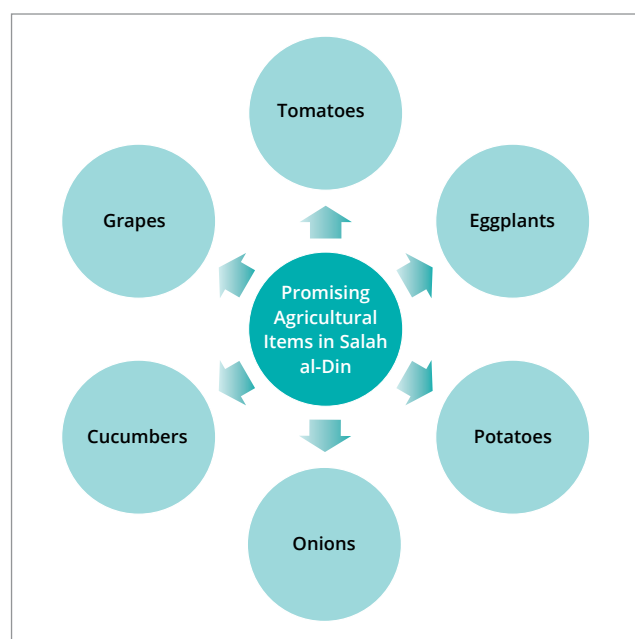 Tomatoes
Grapes
Eggplants
Promising
Agricultural
Items in Salah
al-Din
Cucumbers
Potatoes
Onions